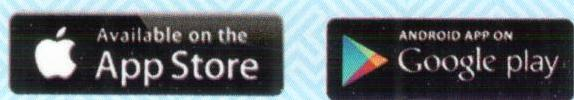 Available on the
App Store
ANDROID APP ON
Google play